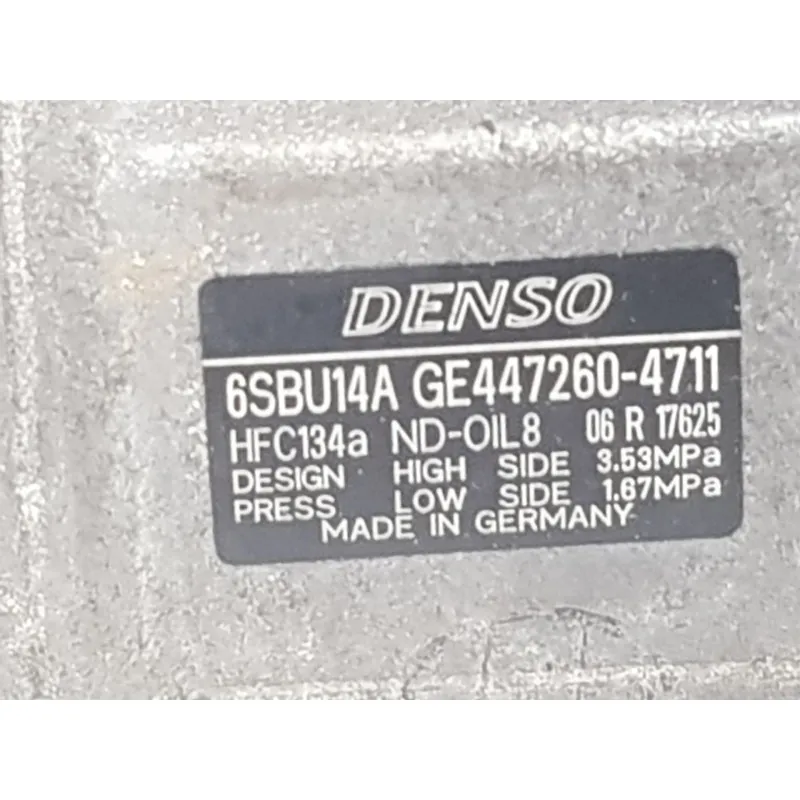 DENSO
6SBU14A GE447260-4711
HFC134a ND-OIL8 06 R 17625
DESIGN HIGH SIDE 3.53MPa
PRESS LOW SIDE 1.67MPa
MADE IN GERMANY